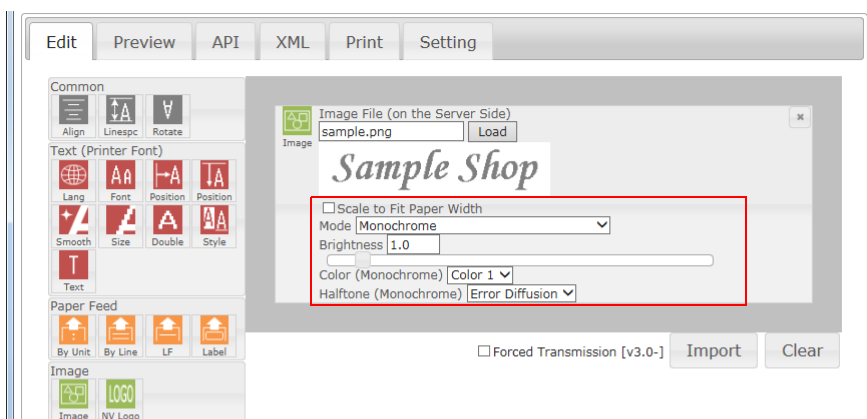 Edit Preview API XML Print Setting
Common
Align Linespc Rotate
Text (Printer Font)
Lang Font Position Position
Smooth Size Double Style
Text
Paper Feed
By Unit By Line LF Label
Image
LOGO
Image NV Logo
Image
Image File (on the Server Side)
sample.png Load
Sample Shop
Scale to Fit Paper Width
Mode Monochrome
Brightness 1.0
Color (Monochrome) Color 1
Halftone (Monochrome) Error Diffusion
Forced Transmission [v3.0-] Import Clear